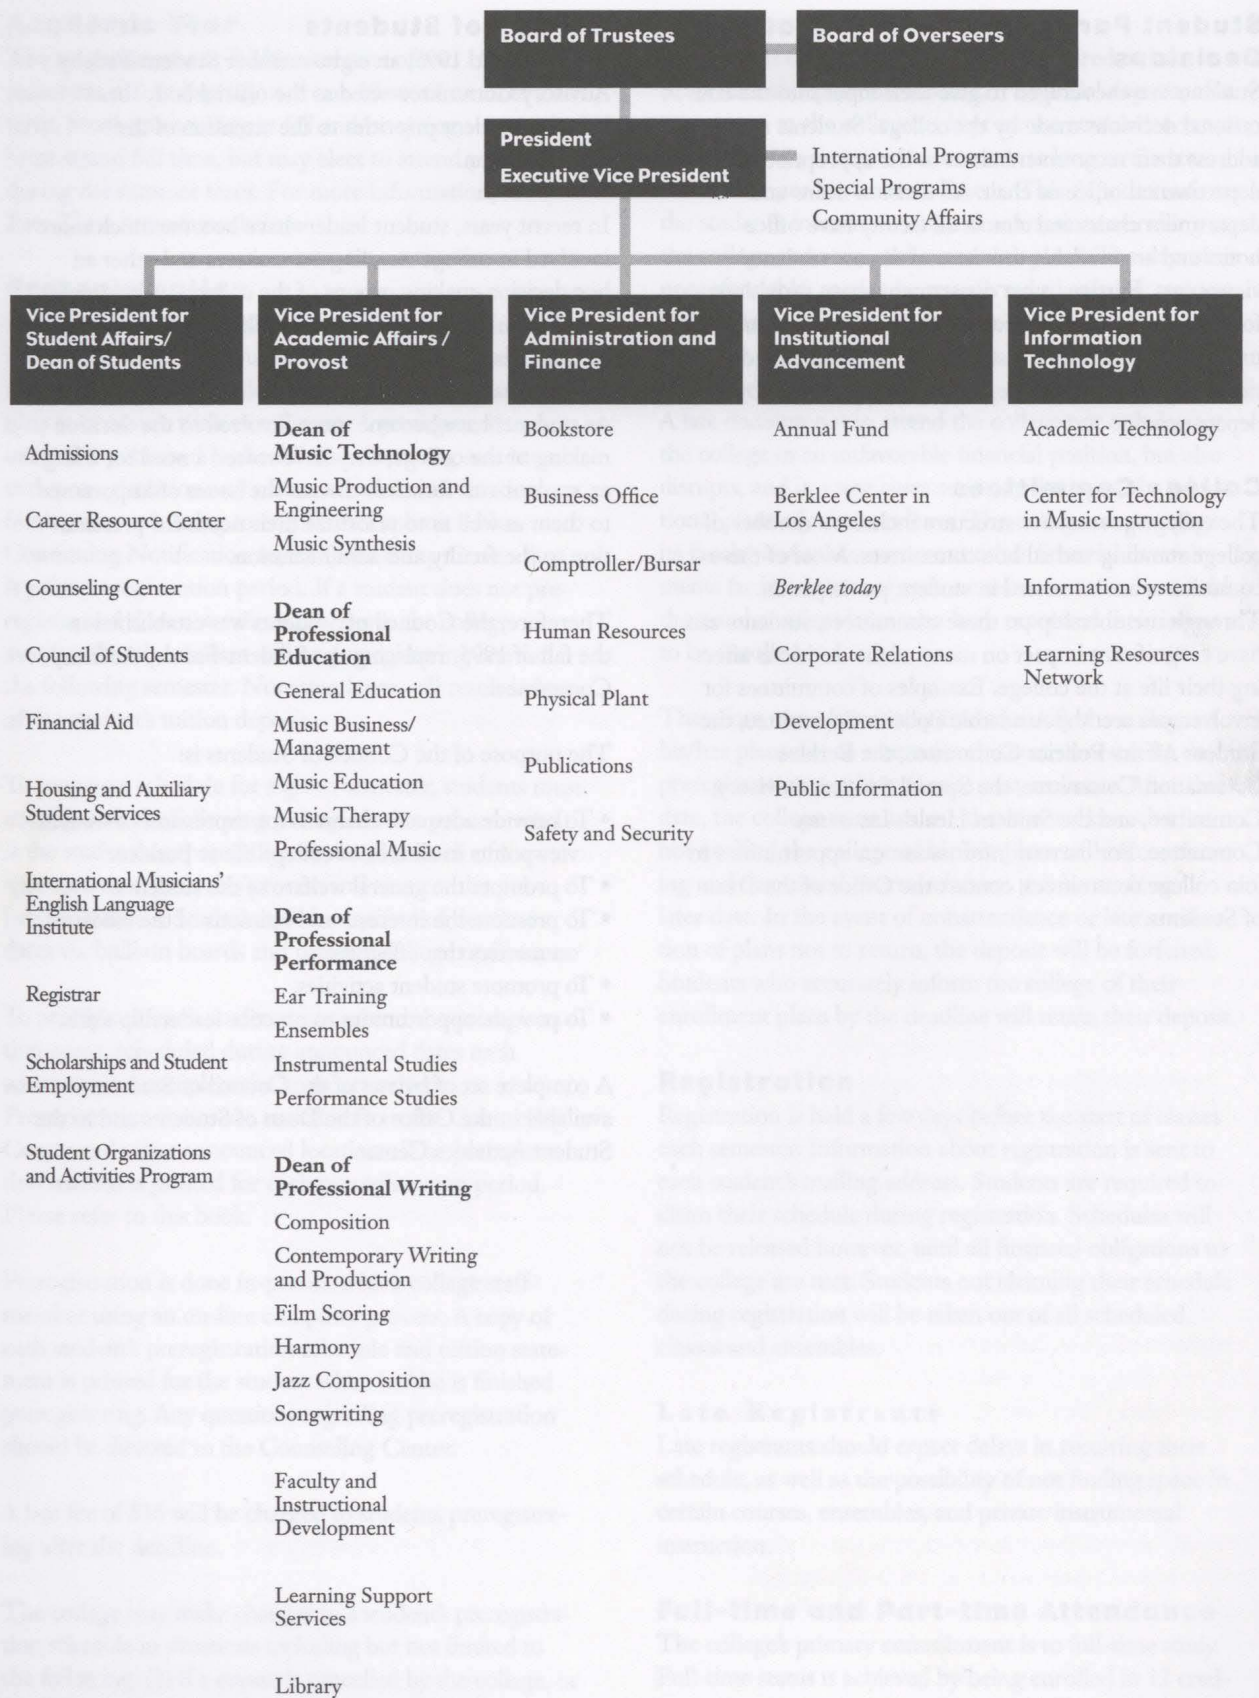 Board of Trustees
Board of Overseers
President
Executive Vice President
International Programs
Special Programs
Community Affairs
Vice President for
Student Affairs/
Dean of Students
Admissions
Career Resource Center
Counseling Center
Council of Students
Financial Aid
Housing and Auxiliary
Student Services
International Musicians'
English Language
Institute
Registrar
Scholarships and Student
Employment
Student Organizations
and Activities Program
Vice President for
Academic Affairs /
Provost
Dean of
Music Technology
Music Production and
Engineering
Music Synthesis
Dean of
Professional
Education
General Education
Music Business/
Management
Music Education
Music Therapy
Professional Music
Dean of
Professional
Performance
Ear Training
Ensembles
Instrumental Studies
Performance Studies
Dean of
Professional Writing
Composition
Contemporary Writing
and Production
Film Scoring
Harmony
Jazz Composition
Songwriting
Faculty and
Instructional
Development
Learning Support
Services
Library
Vice President for
Administration and
Finance
Bookstore
Business Office
Comptroller/Bursar
Human Resources
Physical Plant
Publications
Safety and Security
Vice President for
Institutional
Advancement
Annual Fund
Berklee Center in
Los Angeles
Berklee today
Corporate Relations
Development
Public Information
Vice President for
Information
Technology
Academic Technology
Center for Technology
in Music Instruction
Information Systems
Learning Resources
Network